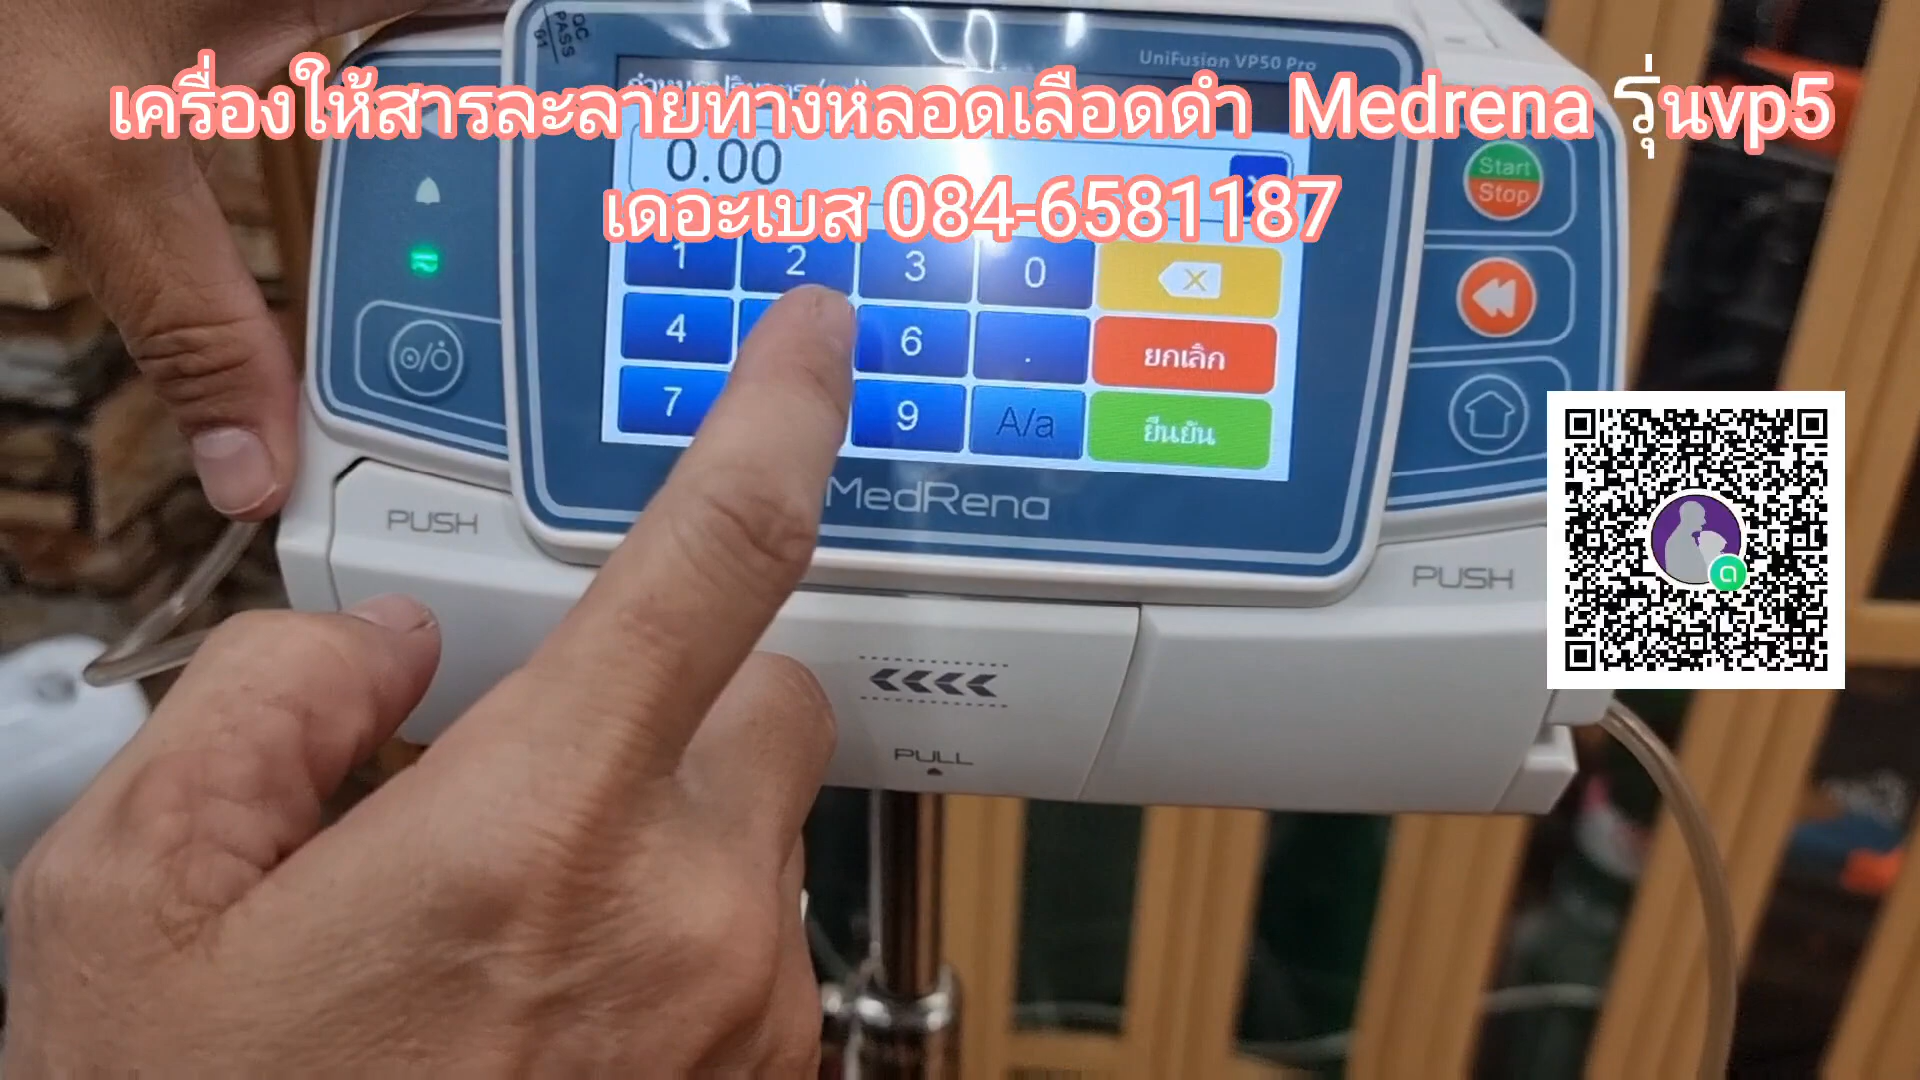 QC
PASS
01
UniFusion VP50 Pro
เครื่องให้สารละลายทางหลอดเลือดดำ Medrena รุ่นvp5
0.00
เดอะเบส 084-6581187
Start
Stop
1 2 3 0
4 6 . ยกเลิก
7 9 A/a ยืนยัน
MedRena
PUSH
PUSH
PULL